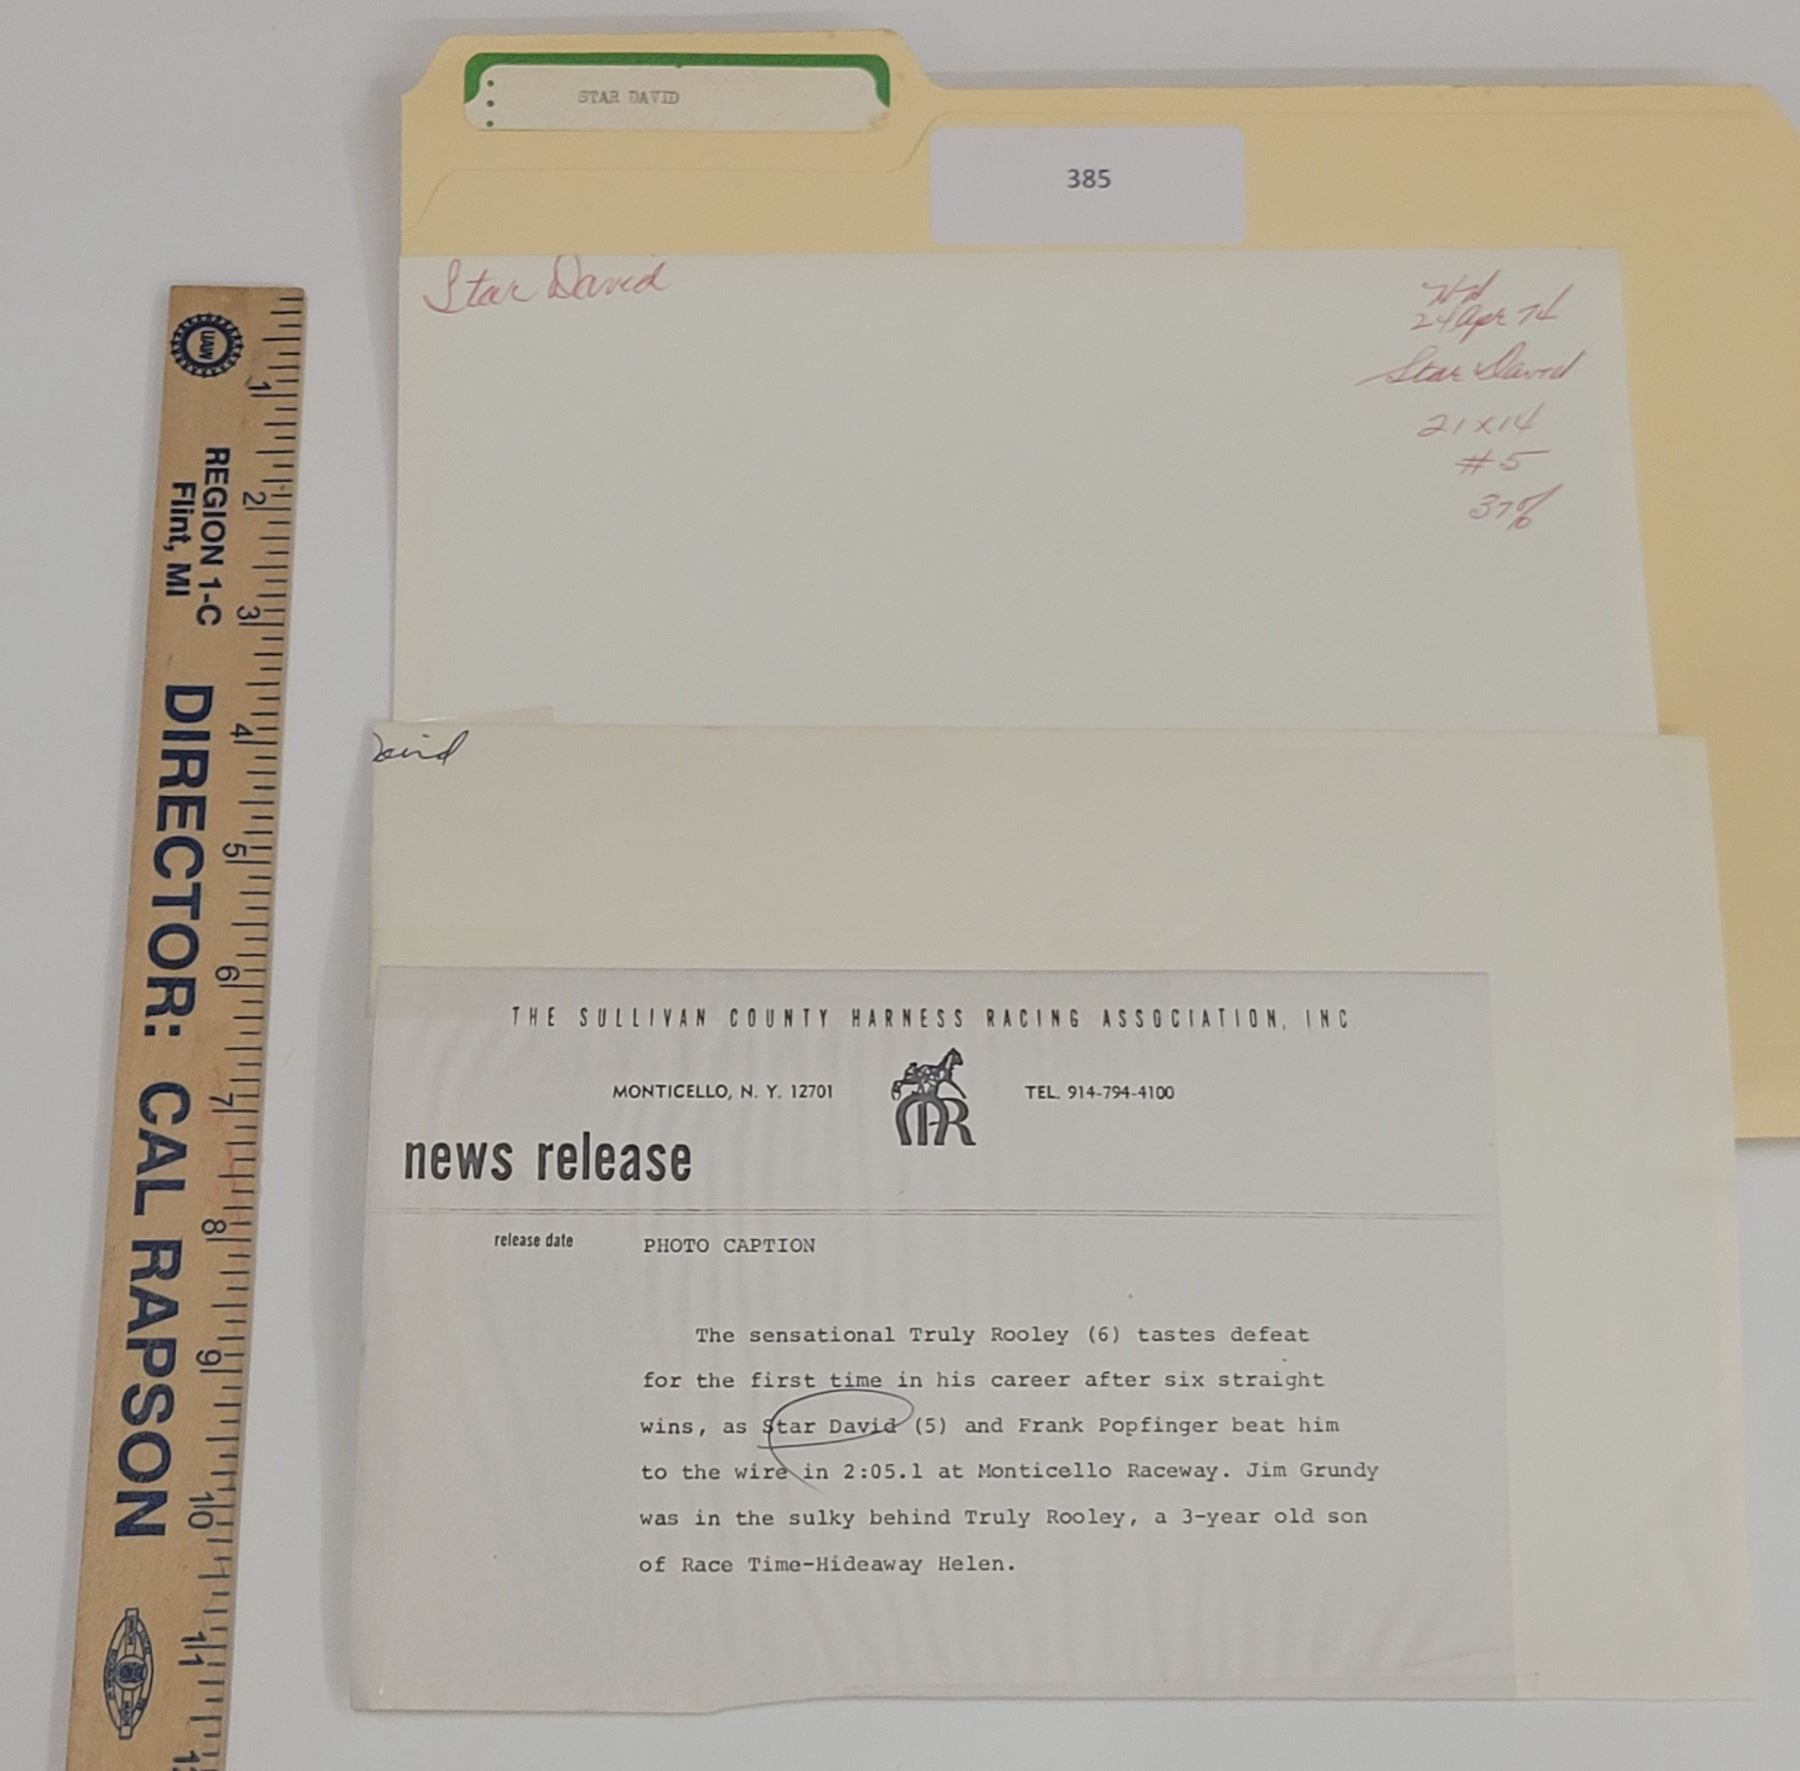 STAR DAVID
385
Star David
24 Apr 74
Star David
21x14
#5
37%
David
UAW
REGION 1-C
Flint, MI
DIRECTOR: CAL RAPSON
1
2
3
4
5
6
7
8
9
10
11
THE SULLIVAN COUNTY HARNESS RACING ASSOCIATION, INC
MONTICELLO, N. Y. 12701
MR
TEL. 914-794-4100
news release
release date
PHOTO CAPTION
The sensational Truly Rooley (6) tastes defeat
for the first time in his career after six straight
wins, as Star David (5) and Frank Popfinger beat him
to the wire in 2:05.1 at Monticello Raceway. Jim Grundy
was in the sulky behind Truly Rooley, a 3-year old son
of Race Time-Hideaway Helen.